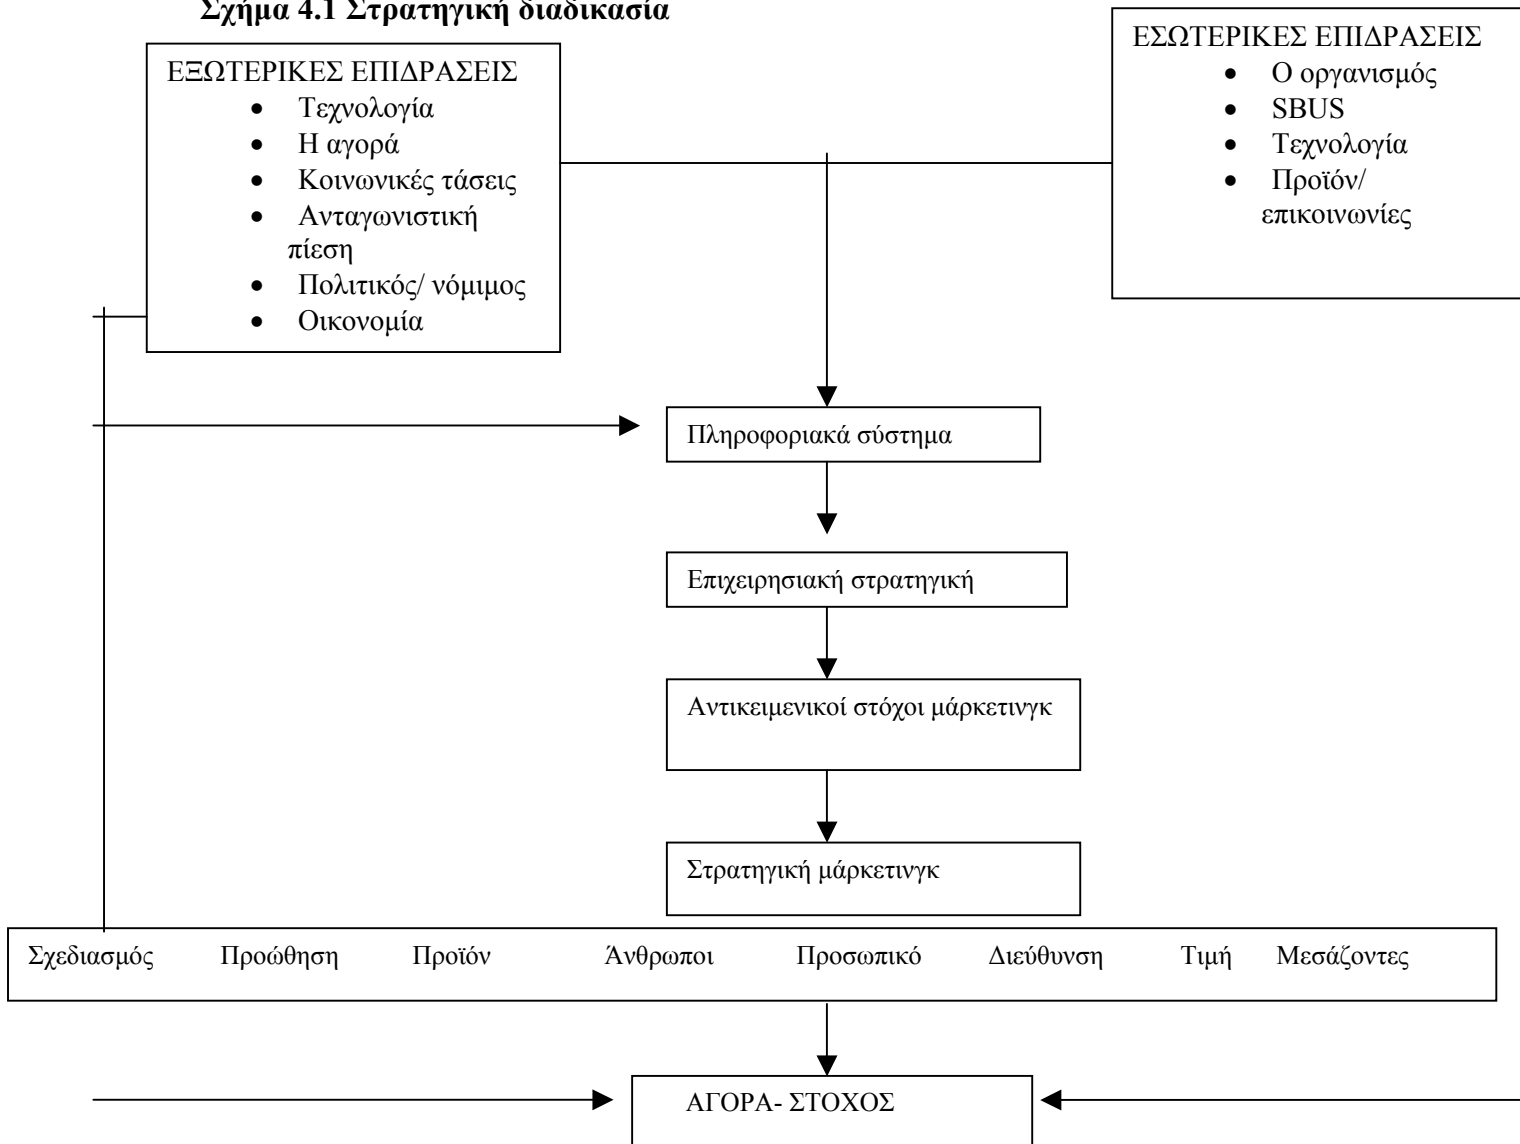 Σχήμα 4.1 Στρατηγική διαδικασία
ΕΞΩΤΕΡΙΚΕΣ ΕΠΙΔΡΑΣΕΙΣ
• Τεχνολογία
• Η αγορά
• Κοινωνικές τάσεις
• Ανταγωνιστική
πίεση
• Πολιτικός/ νόμιμος
• Οικονομία
ΕΣΩΤΕΡΙΚΕΣ ΕΠΙΔΡΑΣΕΙΣ
• Ο οργανισμός
• SBUS
• Τεχνολογία
• Προϊόν/
επικοινωνίες
Πληροφοριακά σύστημα
Επιχειρησιακή στρατηγική
Αντικειμενικοί στόχοι μάρκετινγκ
Στρατηγική μάρκετινγκ
Σχεδιασμός Προώθηση Προϊόν Άνθρωποι Προσωπικό Διεύθυνση Τιμή Μεσάζοντες
ΑΓΟΡΑ- ΣΤΟΧΟΣ